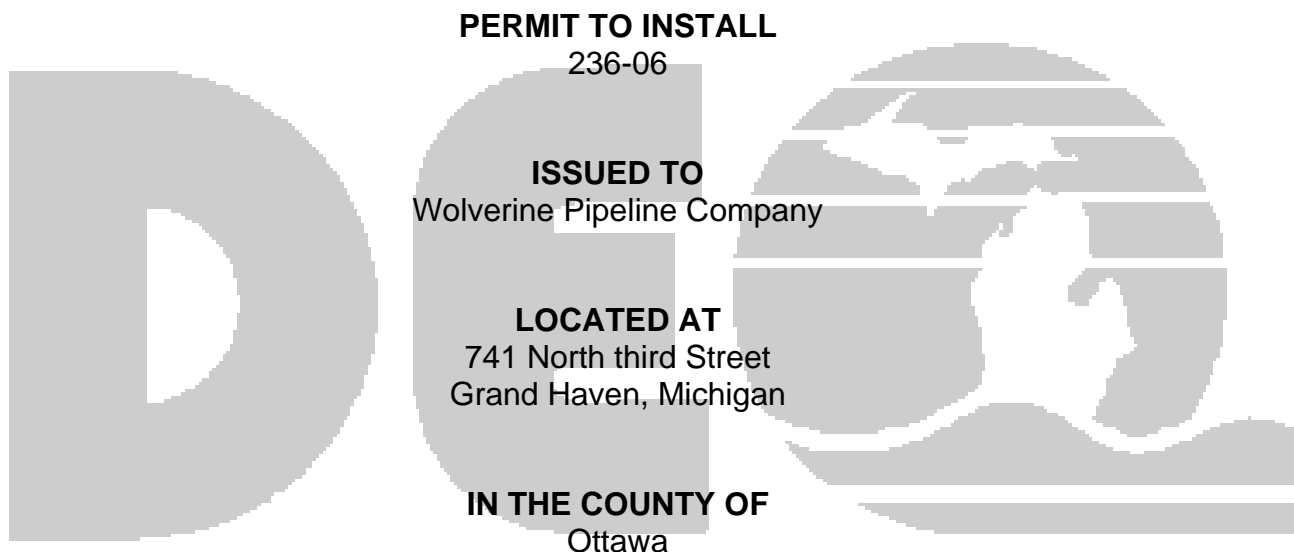 PERMIT TO INSTALL
236-06
ISSUED TO
Wolverine Pipeline Company
LOCATED AT
741 North third Street
Grand Haven, Michigan
IN THE COUNTY OF
Ottawa
DEQ